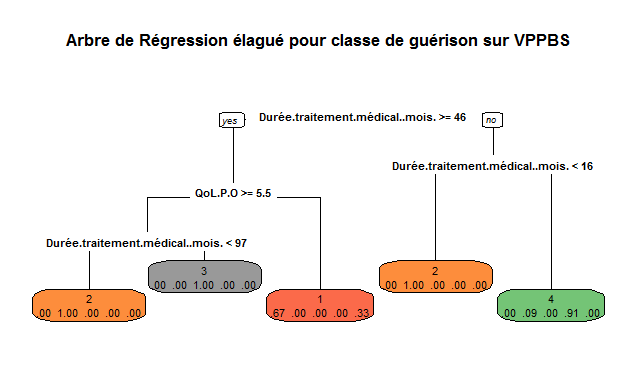 Arbre de Régression élagué pour classe de guérison sur VPPBS
yes Durée.traitement.médical..mois. >= 46 no
Durée.traitement.médical..mois. < 16
QoL.P.O >= 5.5
Durée.traitement.médical..mois. < 97
3
00 .00 1.00 .00 .00
2
00 1.00 .00 .00 .00
2
00 1.00 .00 .00 .00
1
67 .00 .00 .00 .33
4
00 .09 .00 .91 .00